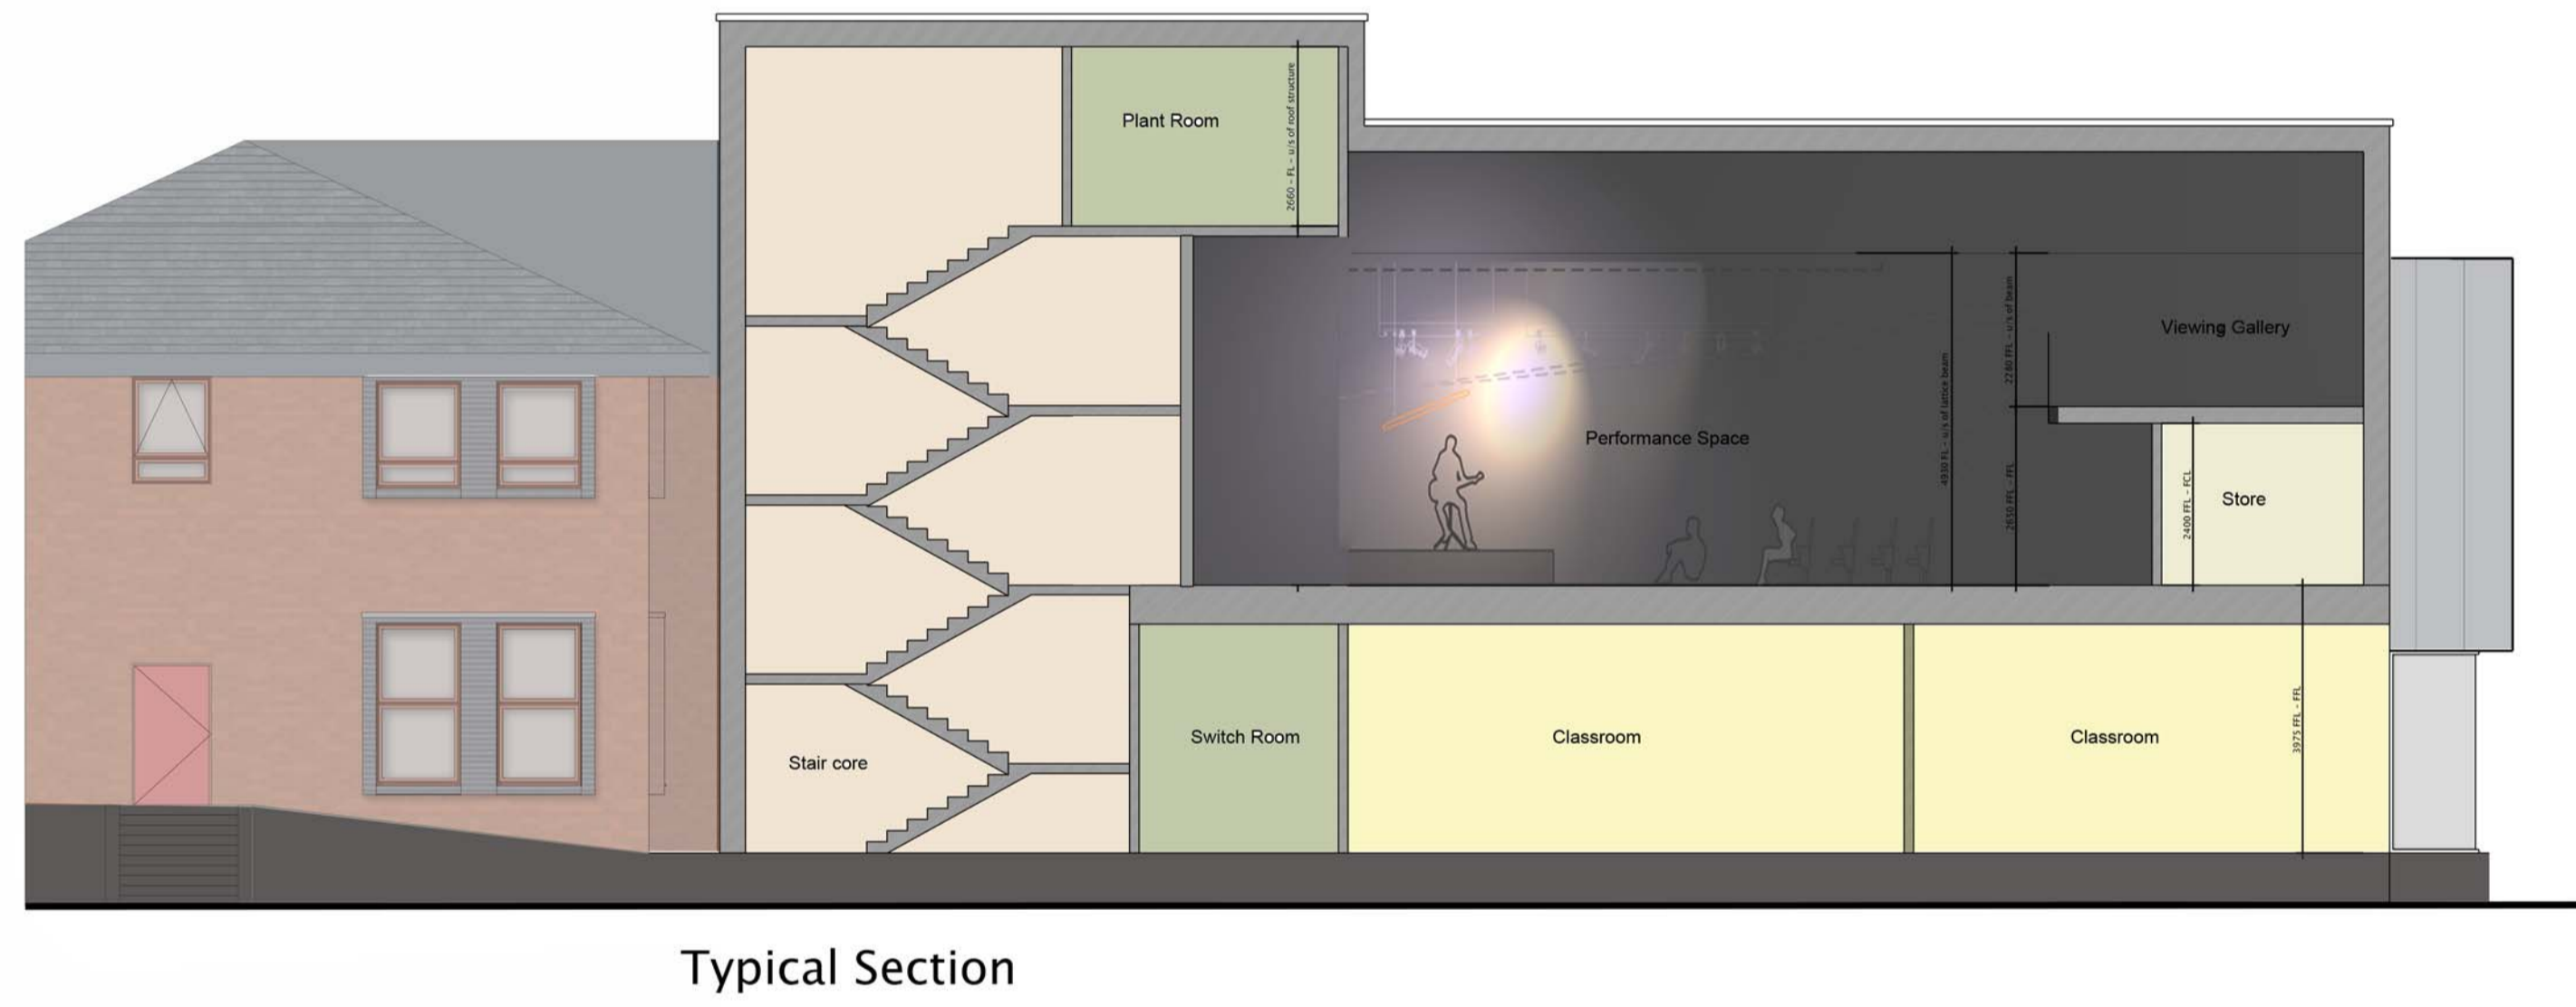 Plant Room
2660 - FL - u/s of roof structure
Viewing Gallery
2280 FFL - u/s of beam
4930 FL - u/s of lattice beam
Performance Space
2650 FFL - FFL
2400 FFL - FCL
Store
Switch Room
Classroom
Classroom
3975 FFL - FFL
Stair core
Typical Section